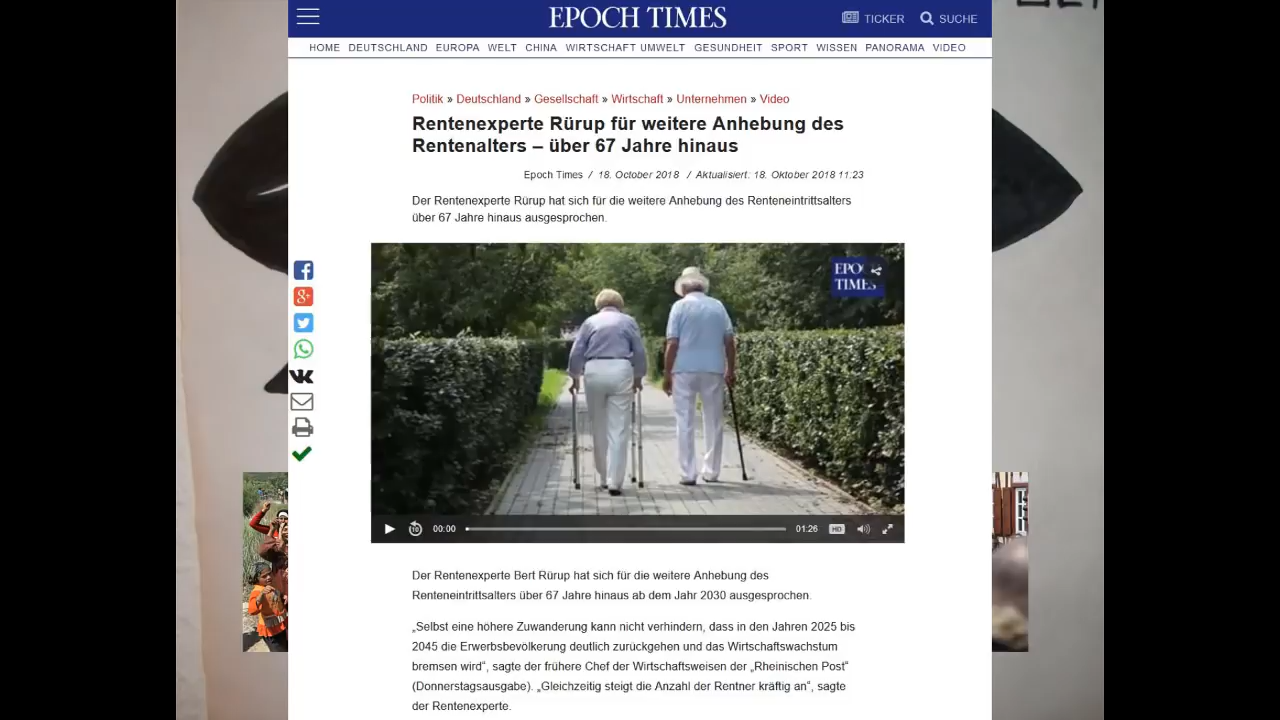 EPOCH TIMES
TICKER
SUCHE
HOME DEUTSCHLAND EUROPA WELT CHINA WIRTSCHAFT UMWELT GESUNDHEIT SPORT WISSEN PANORAMA VIDEO
Politik » Deutschland » Gesellschaft » Wirtschaft » Unternehmen » Video
Rentenexperte Rürup für weitere Anhebung des
Rentenalters – über 67 Jahre hinaus
Epoch Times / 18. October 2018 / Aktualisiert: 18. Oktober 2018 11:23
Der Rentenexperte Rürup hat sich für die weitere Anhebung des Renteneintrittsalters
über 67 Jahre hinaus ausgesprochen.
TIMES
10
00:00
01:26
HD
Der Rentenexperte Bert Rürup hat sich für die weitere Anhebung des
Renteneintrittsalters über 67 Jahre hinaus ab dem Jahr 2030 ausgesprochen.
„Selbst eine höhere Zuwanderung kann nicht verhindern, dass in den Jahren 2025 bis
2045 die Erwerbsbevölkerung deutlich zurückgehen und das Wirtschaftswachstum
bremsen wird“, sagte der frühere Chef der Wirtschaftsweisen der „Rheinischen Post“
(Donnerstagsausgabe). „Gleichzeitig steigt die Anzahl der Rentner kräftig an“, sagte
der Rentenexperte.